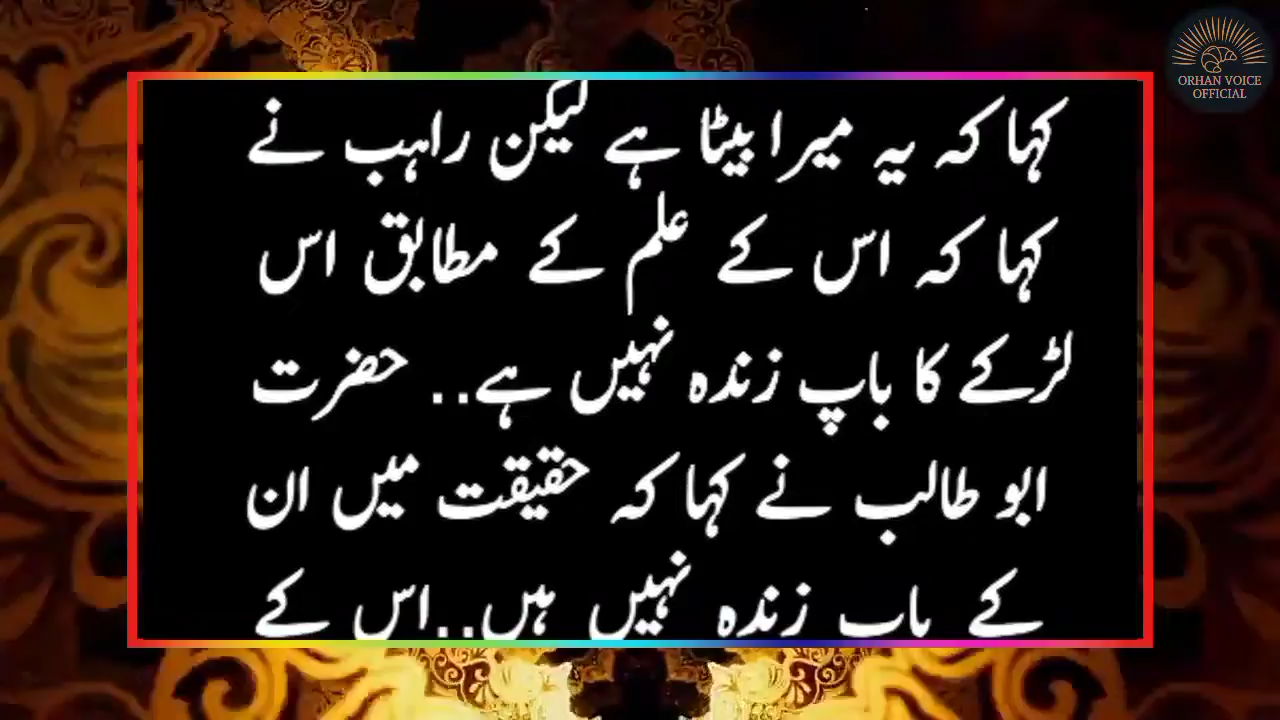 ORHAN VOICE
OFFICIAL
کہا کہ یہ میرا بیٹا ہے لیکن راہب نے
کہا کہ اس کے علم کے مطابق اس
لڑکے کا باپ زندہ نہیں ہے.. حضرت
ابو طالب نے کہا کہ حقیقت میں ان
کے باپ زندہ نہیں ہیں..اس کے